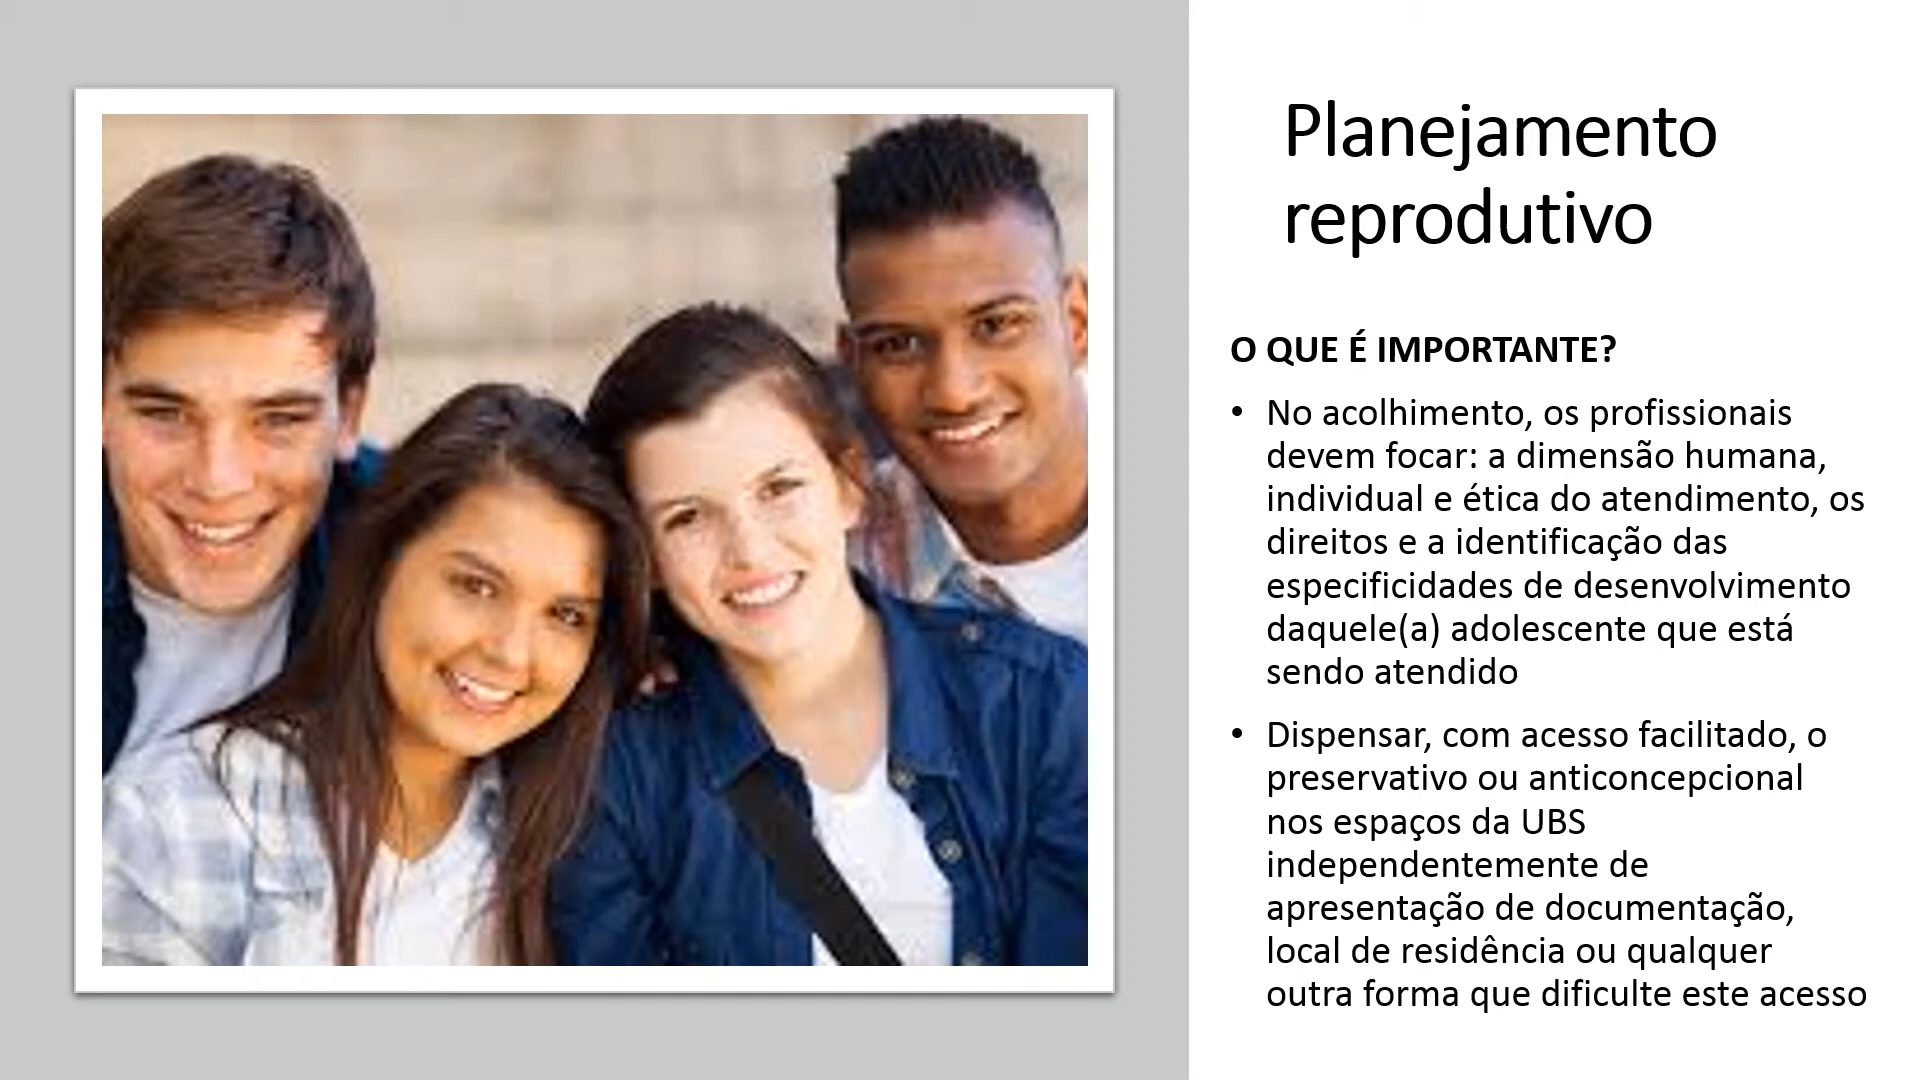 Planejamento
reprodutivo
O QUE É IMPORTANTE?
• No acolhimento, os profissionais
devem focar: a dimensão humana,
individual e ética do atendimento, os
direitos e a identificação das
especificidades de desenvolvimento
daquele(a) adolescente que está
sendo atendido
• Dispensar, com acesso facilitado, o
preservativo ou anticoncepcional
nos espaços da UBS
independentemente de
apresentação de documentação,
local de residência ou qualquer
outra forma que dificulte este acesso